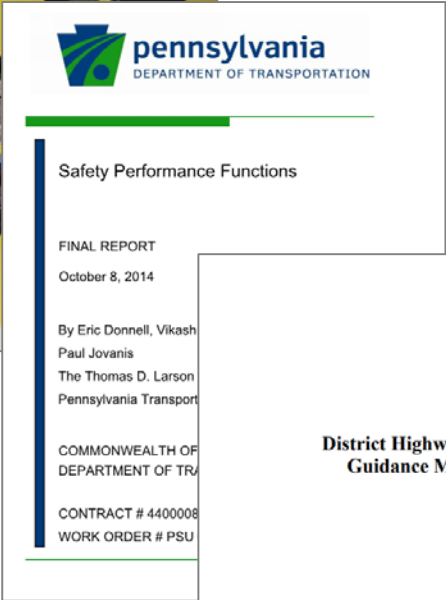 pennsylvania
DEPARTMENT OF TRANSPORTATION
Safety Performance Functions
FINAL REPORT
October 8, 2014
By Eric Donnell, Vikash
Paul Jovanis
The Thomas D. Larson
Pennsylvania Transport
COMMONWEALTH OF
DEPARTMENT OF TRA
CONTRACT # 4400008
WORK ORDER # PSU
District Highw
Guidance M